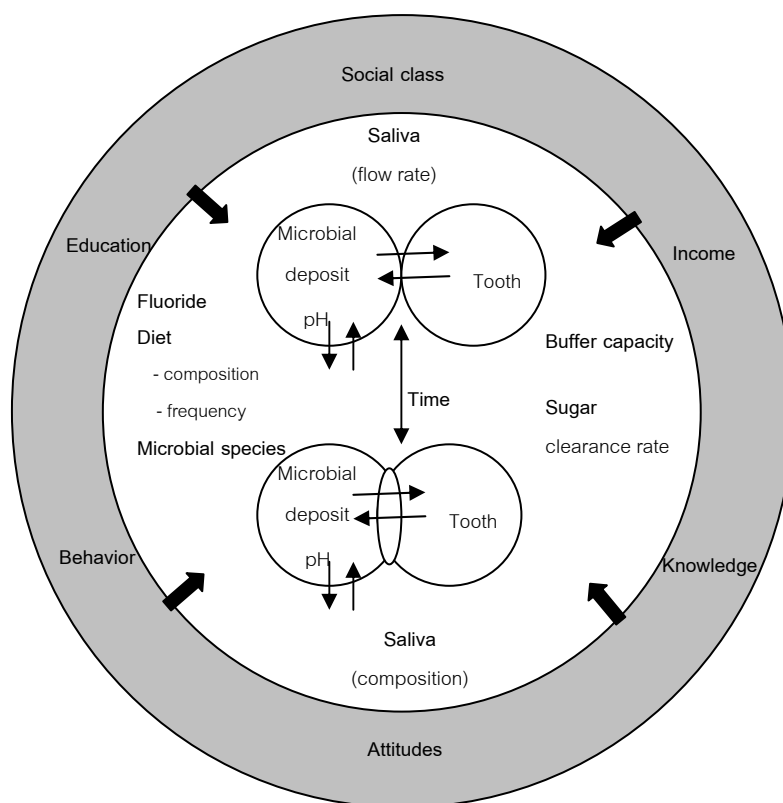 Social class
Saliva
(flow rate)
Education
Income
Microbial
deposit
pH
Tooth
Fluoride
Diet
- composition
- frequency
Microbial species
Buffer capacity
Sugar
clearance rate
Time
Microbial
deposit
pH
Tooth
Behavior
Knowledge
Saliva
(composition)
Attitudes